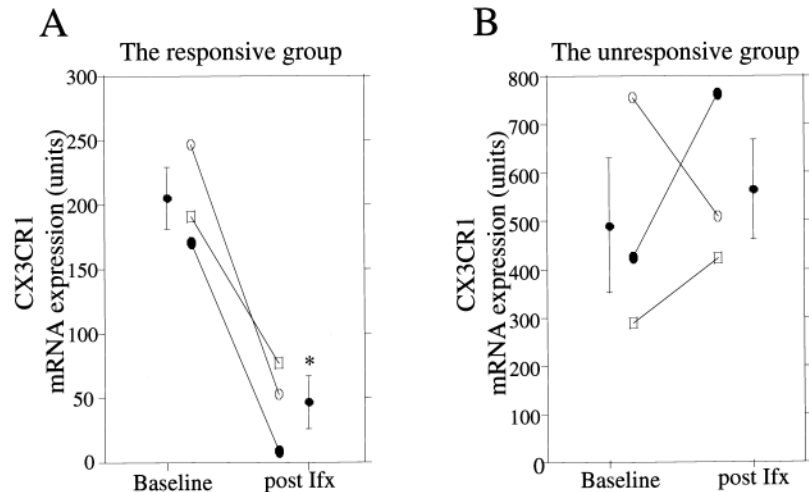 A
The responsive group
CX3CR1
mRNA expression (units)
300
250
200
150
100
50
0
*
Baseline
post Ifx
B
The unresponsive group
CX3CR1
mRNA expression (units)
800
700
600
500
400
300
200
100
0
Baseline
post Ifx